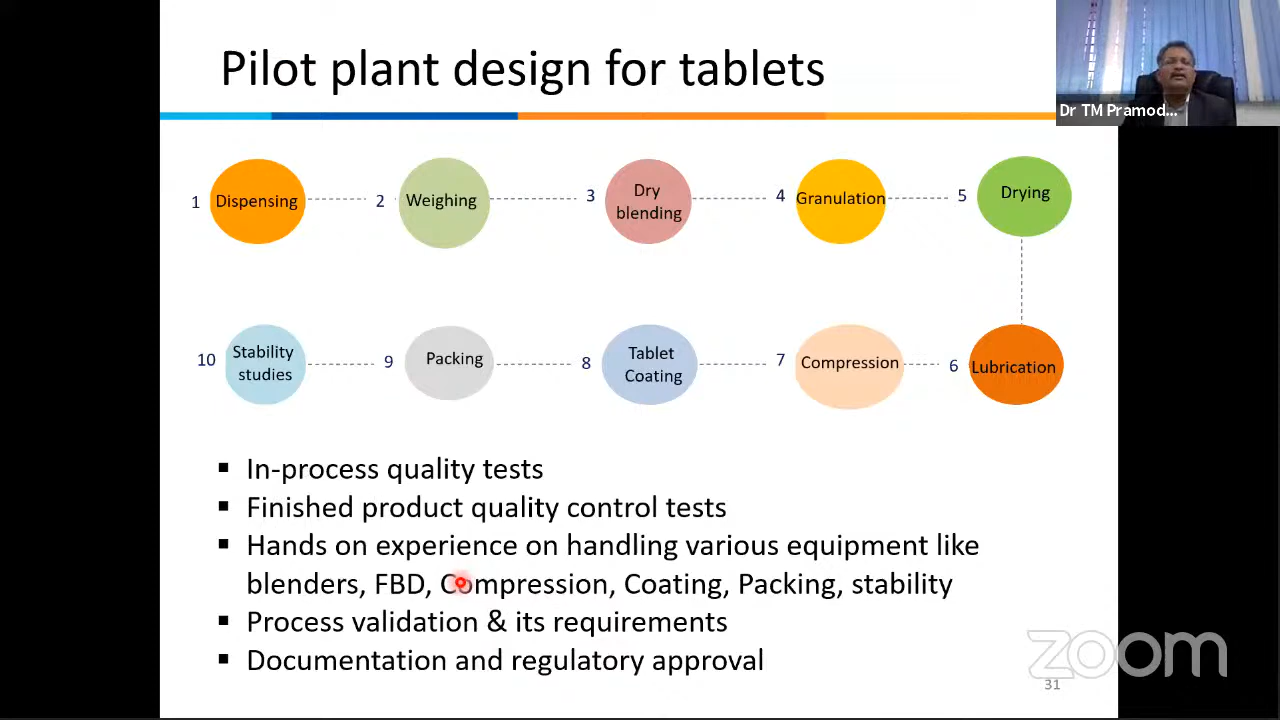 Pilot plant design for tablets
Dr TM Pramod...
1
Dispensing
2
Weighing
3
Dry
blending
4
Granulation
5
Drying
10
Stability
studies
9
Packing
8
Tablet
Coating
7
Compression
6
Lubrication
▪ In-process quality tests
▪ Finished product quality control tests
▪ Hands on experience on handling various equipment like
blenders, FBD, Compression, Coating, Packing, stability
▪ Process validation & its requirements
▪ Documentation and regulatory approval
zoom
31